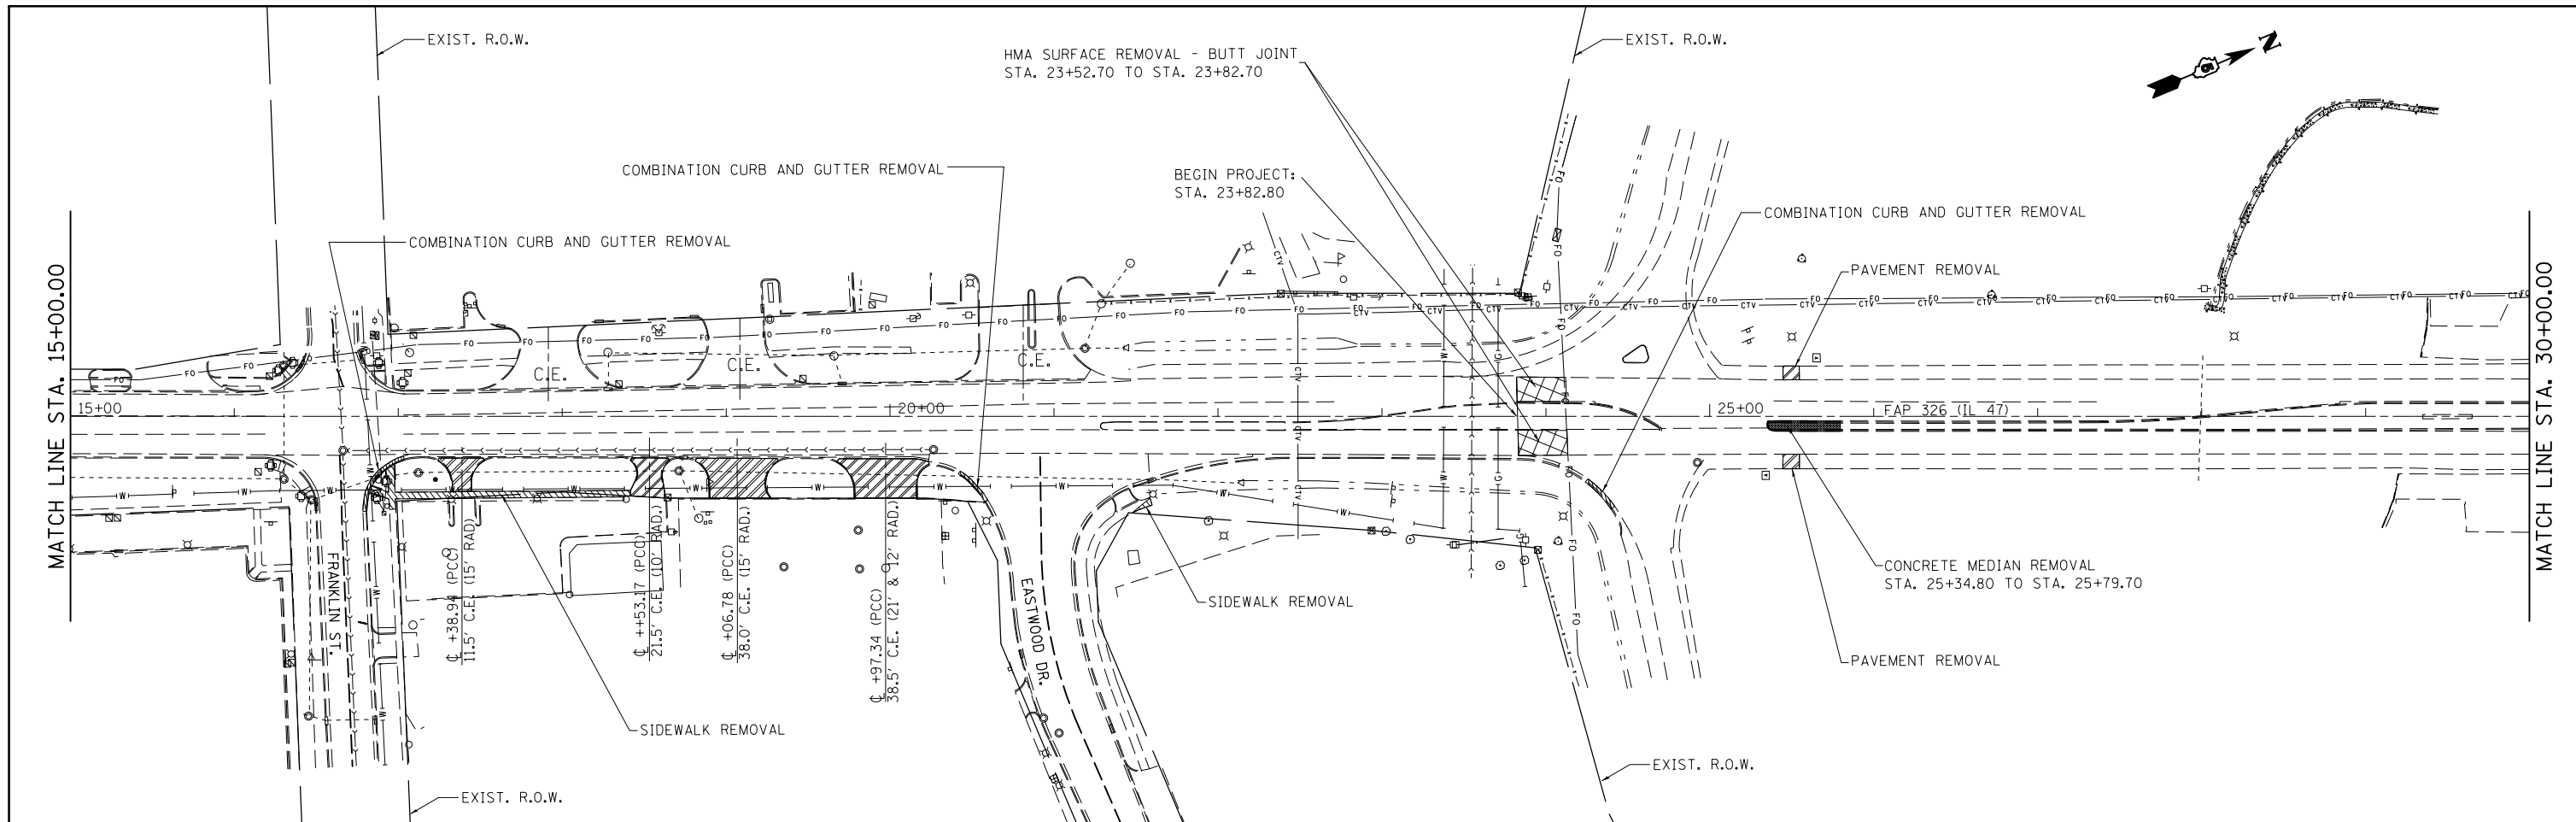 EXIST. R.O.W.
HMA SURFACE REMOVAL - BUTT JOINT
STA. 23+52.70 TO STA. 23+82.70
EXIST. R.O.W.
N
COMBINATION CURB AND GUTTER REMOVAL
BEGIN PROJECT:
STA. 23+82.80
COMBINATION CURB AND GUTTER REMOVAL
COMBINATION CURB AND GUTTER REMOVAL
PAVEMENT REMOVAL
MATCH LINE STA. 15+00.00
MATCH LINE STA. 30+00.00
C.E.
C.E.
C.E.
15+00
20+00
25+00
FAP 326 (IL 47)
FRANKLIN ST.
℄ +38.94 (PCC)
11.5' C.E. (15' RAD)
℄ ++53.17 (PCC)
21.5' C.E. (10' RAD.)
℄ +06.78 (PCC)
38.0' C.E. (15' RAD.)
℄ +97.34 (PCC)
38.5' C.E. (21' & 12' RAD.)
EASTWOOD DR.
SIDEWALK REMOVAL
CONCRETE MEDIAN REMOVAL
STA. 25+34.80 TO STA. 25+79.70
PAVEMENT REMOVAL
SIDEWALK REMOVAL
EXIST. R.O.W.
EXIST. R.O.W.